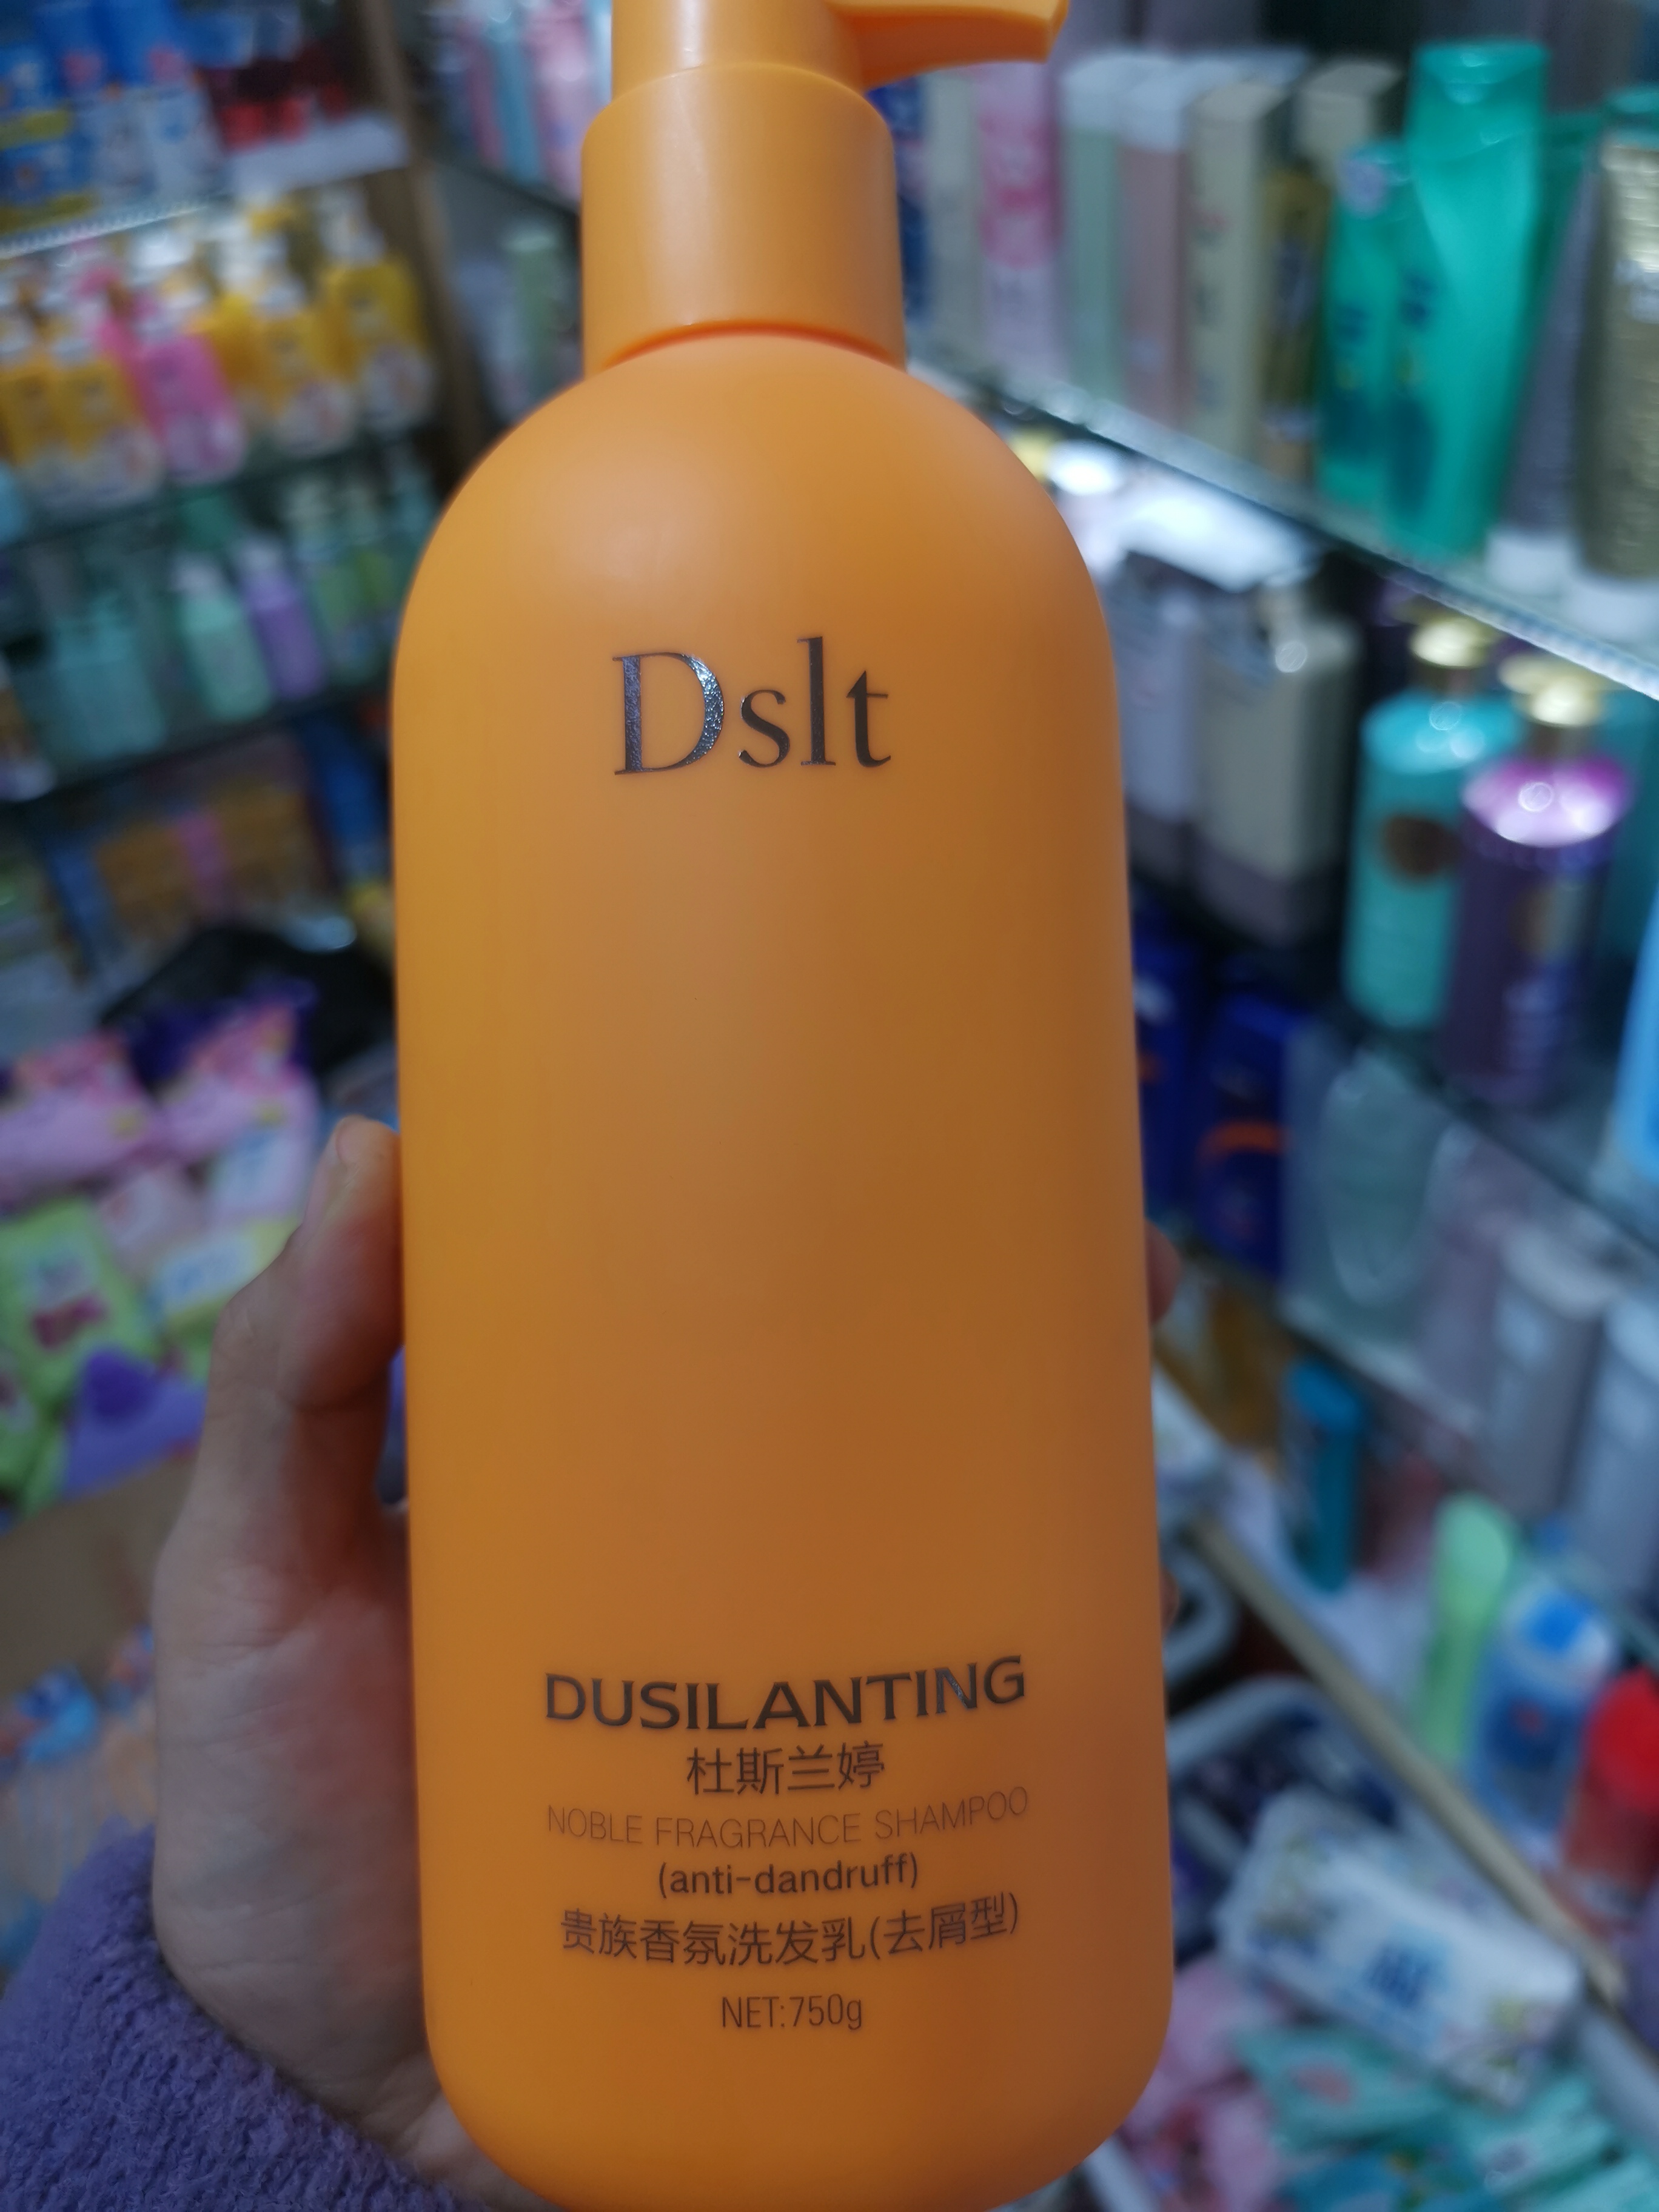 Dslt
DUSILANTING
杜斯兰婷
NOBLE FRAGRANCE SHAMPOO
(anti-dandruff)
贵族香氛洗发乳(去屑型)
NET:750g